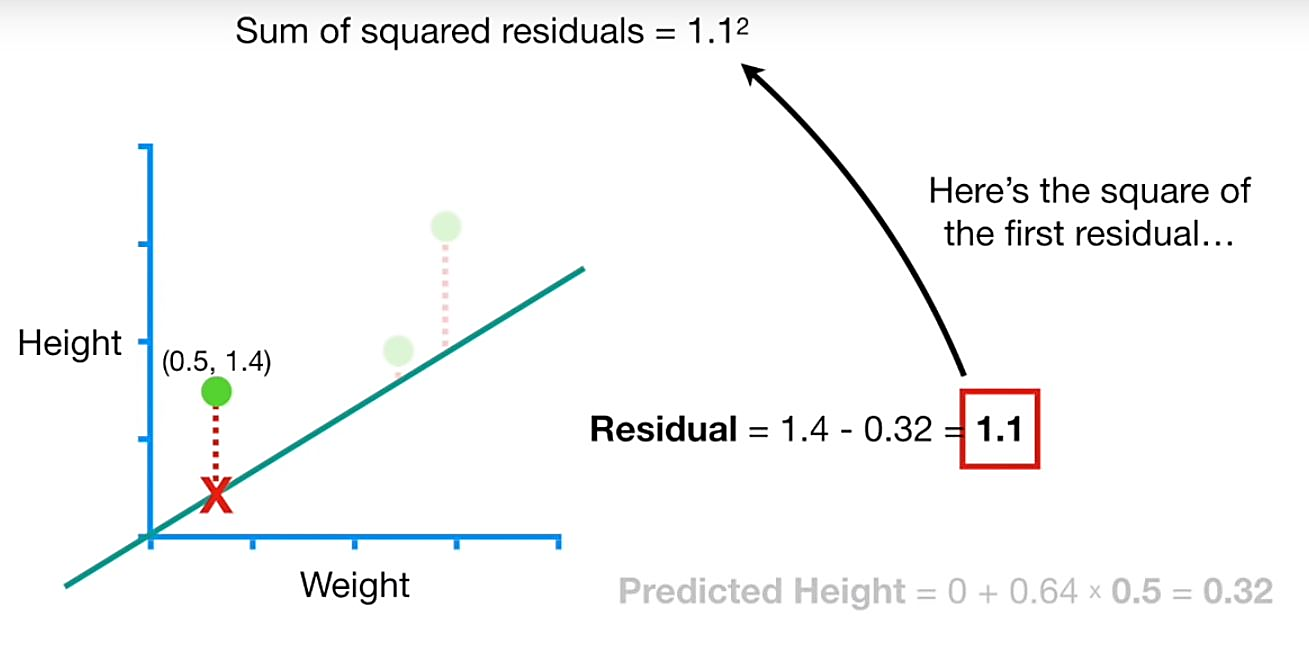 Sum of squared residuals = 1.1²
Here’s the square of
the first residual…
Height
(0.5, 1.4)
X
Residual = 1.4 - 0.32 = 1.1
Weight
Predicted Height = 0 + 0.64 × 0.5 = 0.32